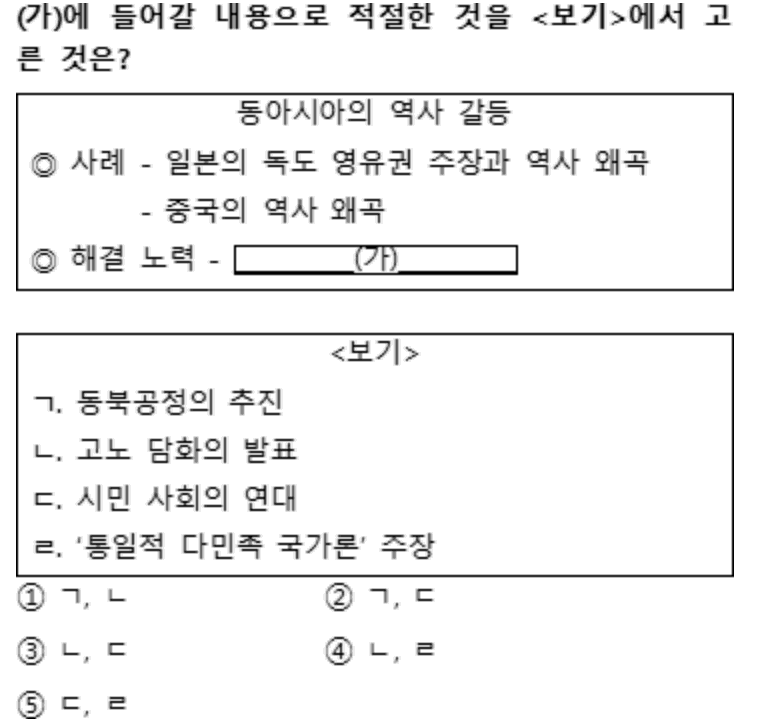 (가)에 들어갈 내용으로 적절한 것을 <보기>에서 고
른 것은?
동아시아의 역사 갈등
◎ 사례 - 일본의 독도 영유권 주장과 역사 왜곡
- 중국의 역사 왜곡
◎ 해결 노력 - (가)
<보기>
ㄱ. 동북공정의 추진
ㄴ. 고노 담화의 발표
ㄷ. 시민 사회의 연대
ㄹ. ‘통일적 다민족 국가론’ 주장
① ㄱ, ㄴ ② ㄱ, ㄷ
③ ㄴ, ㄷ ④ ㄴ, ㄹ
⑤ ㄷ, ㄹ